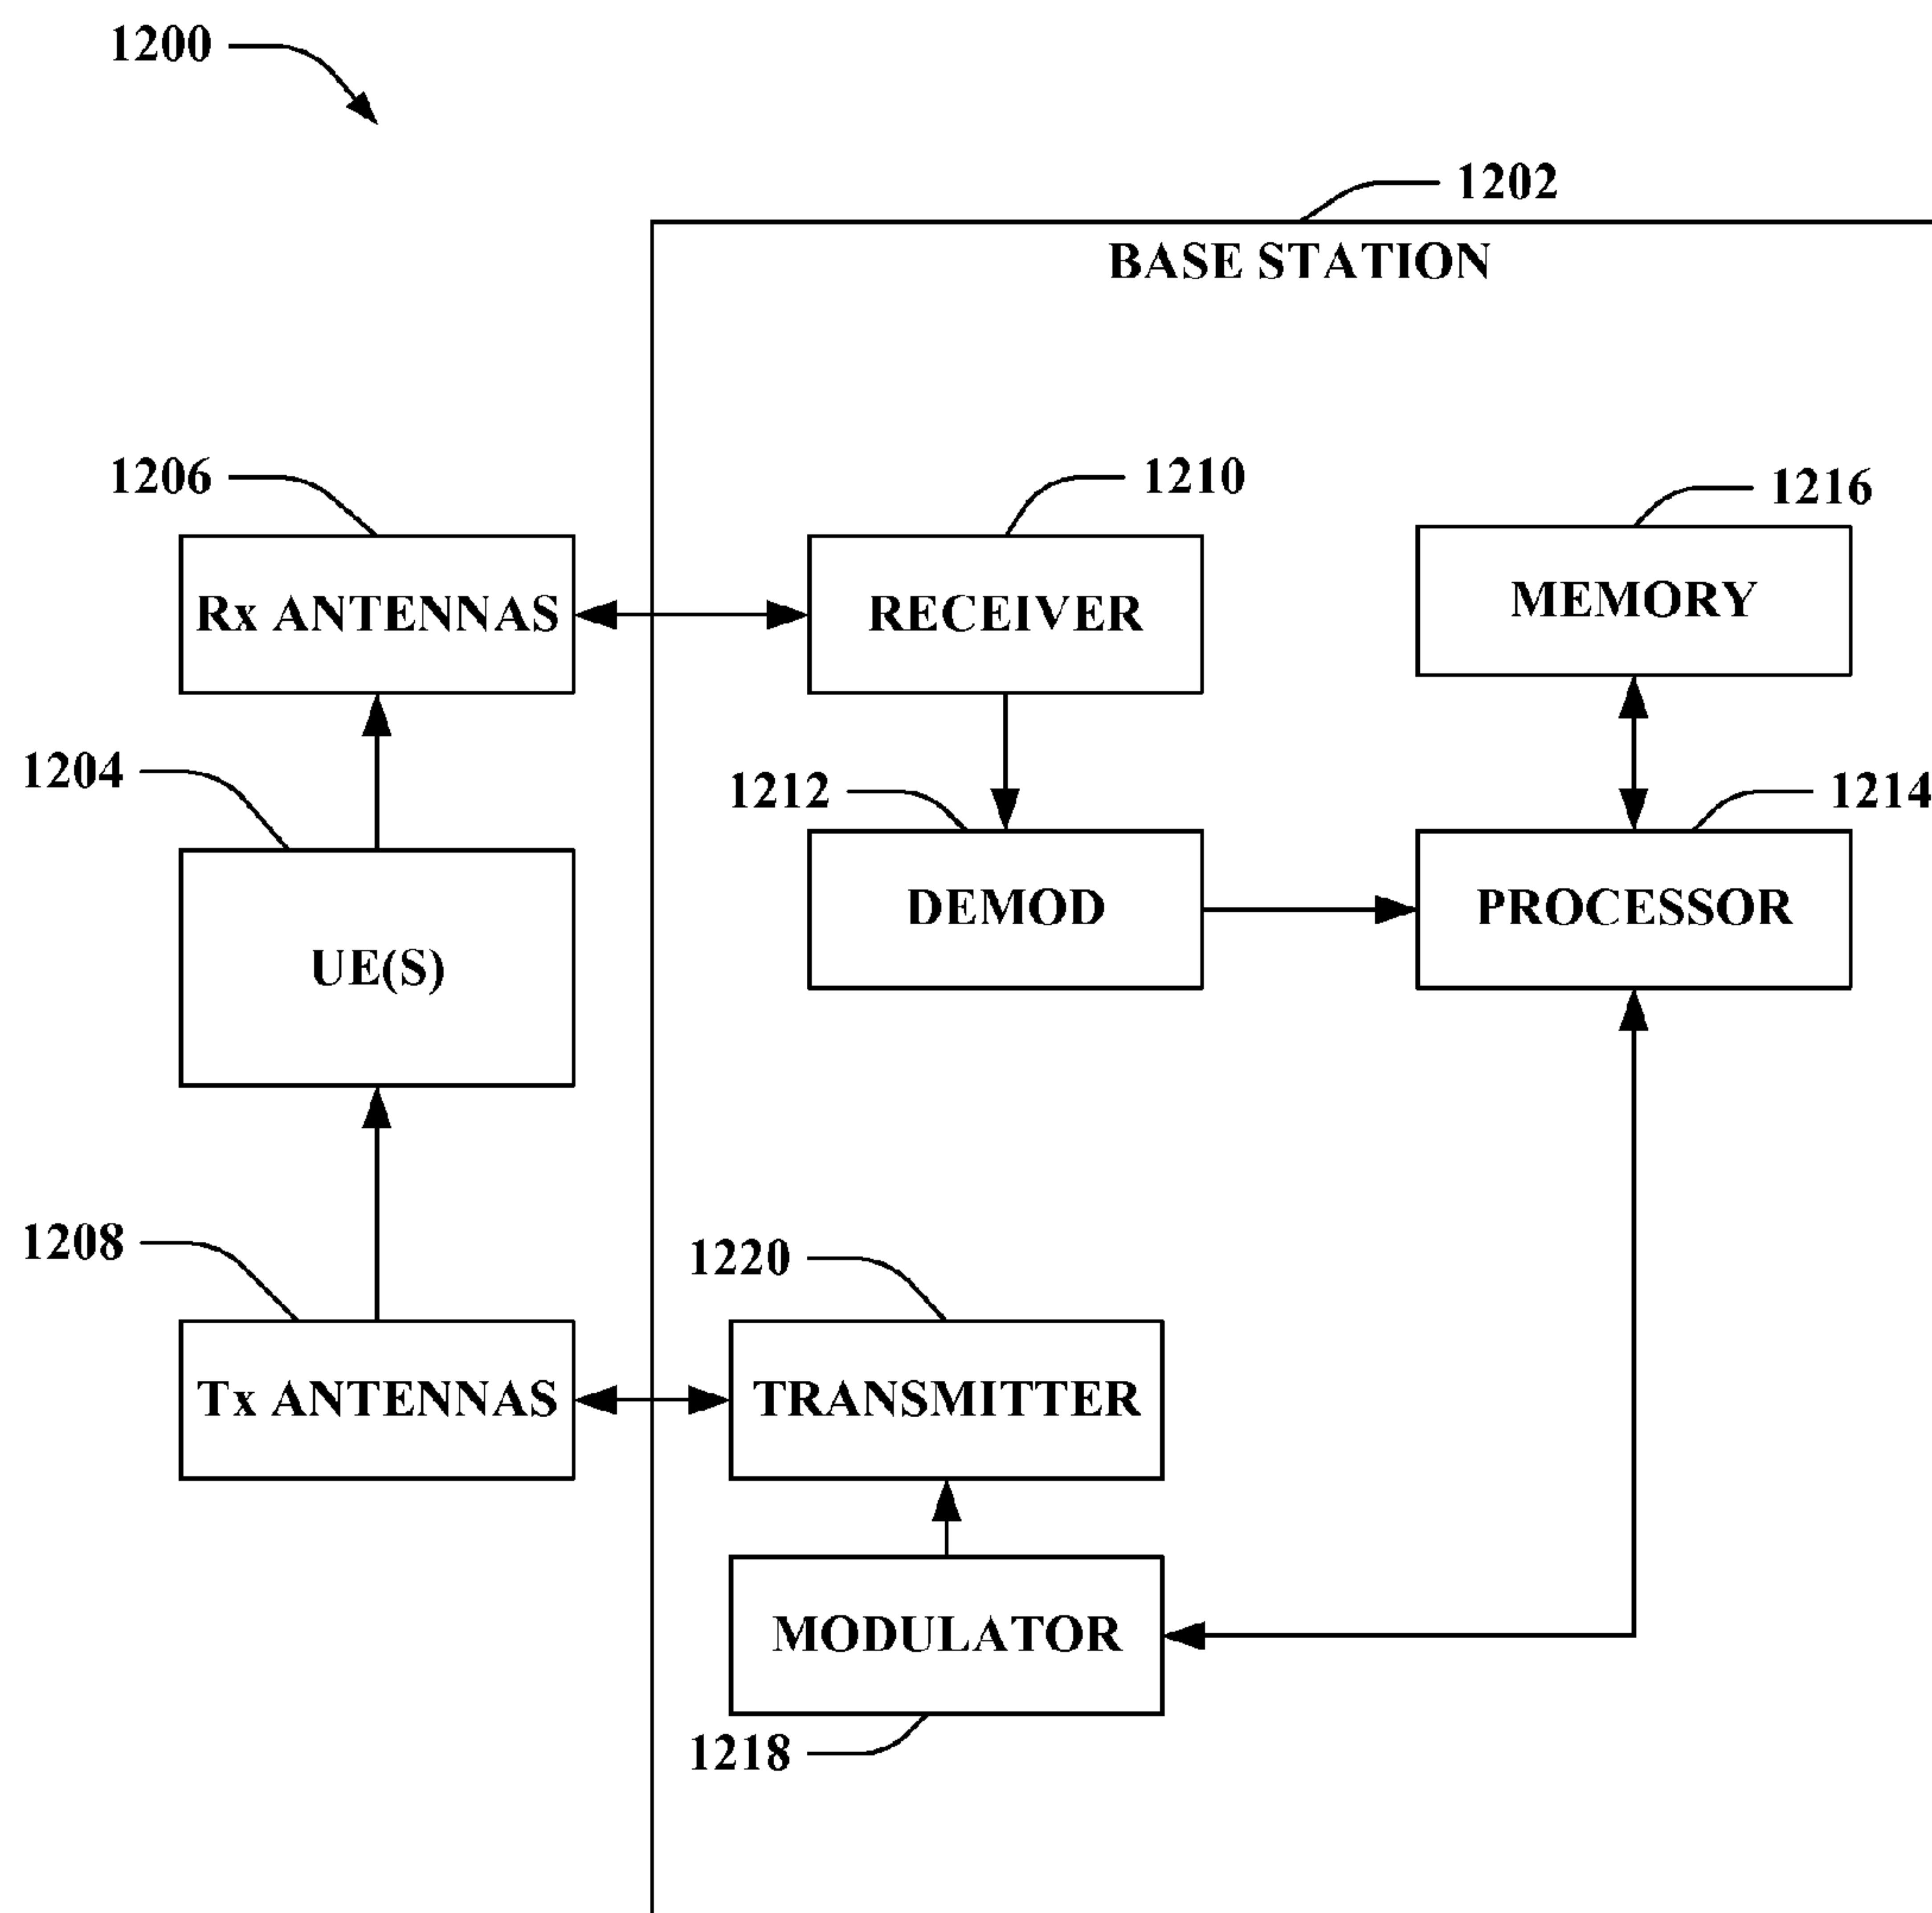 1200
1202
BASE STATION
1206
1210
1216
Rx ANTENNAS
RECEIVER
MEMORY
1204
1212
1214
UE(S)
DEMOD
PROCESSOR
1208
1220
Tx ANTENNAS
TRANSMITTER
MODULATOR
1218